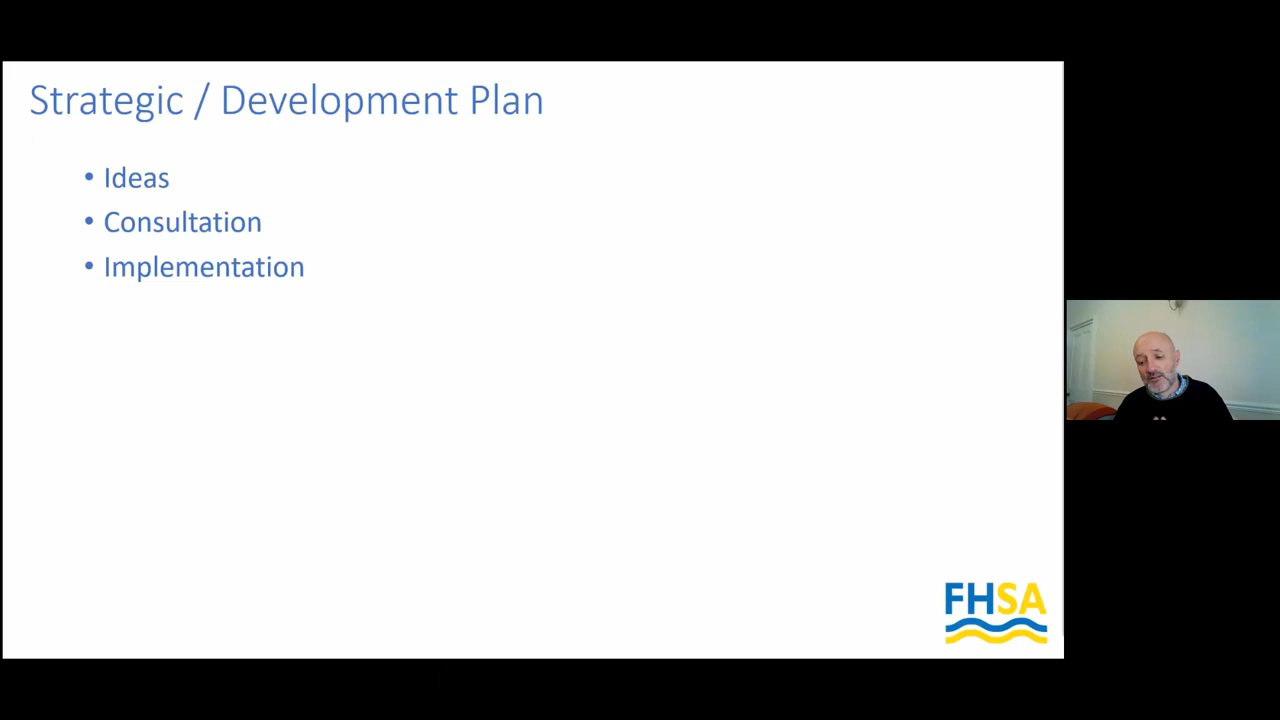 Strategic / Development Plan
• Ideas
• Consultation
• Implementation
FHSA